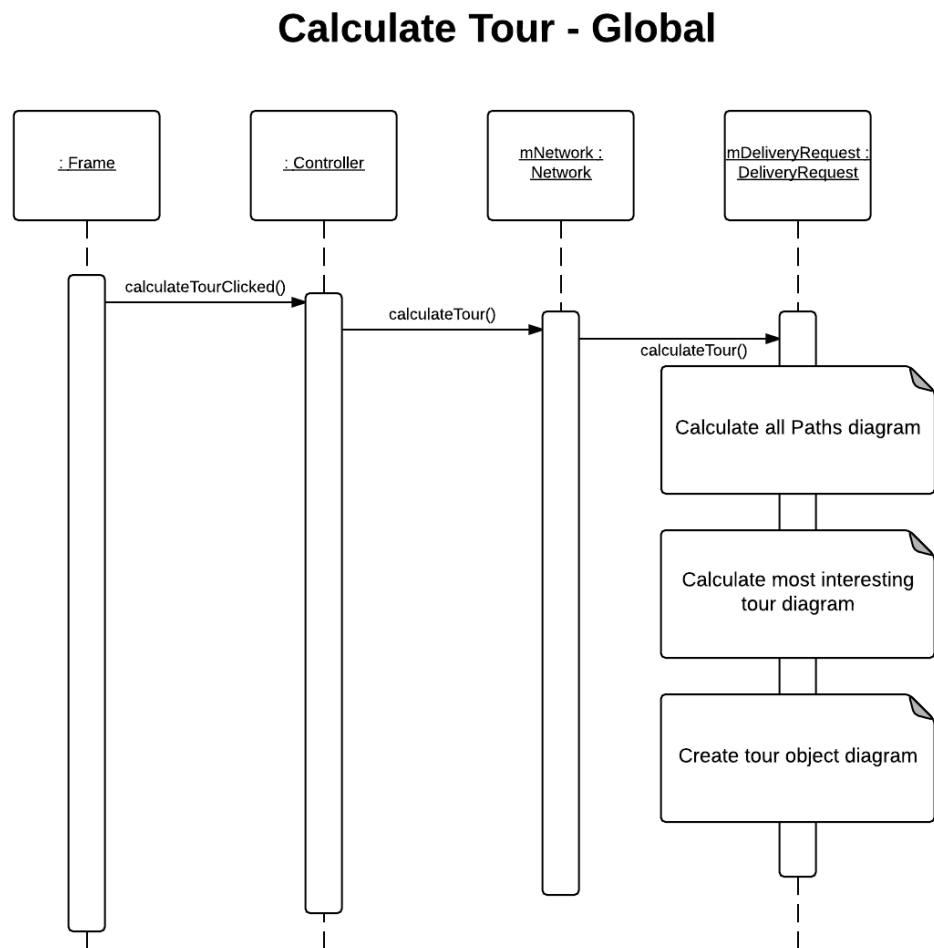 Calculate Tour - Global
: Frame
: Controller
mNetwork :
Network
mDeliveryRequest :
DeliveryRequest
calculateTourClicked()
calculateTour()
calculateTour()
Calculate all Paths diagram
Calculate most interesting
tour diagram
Create tour object diagram